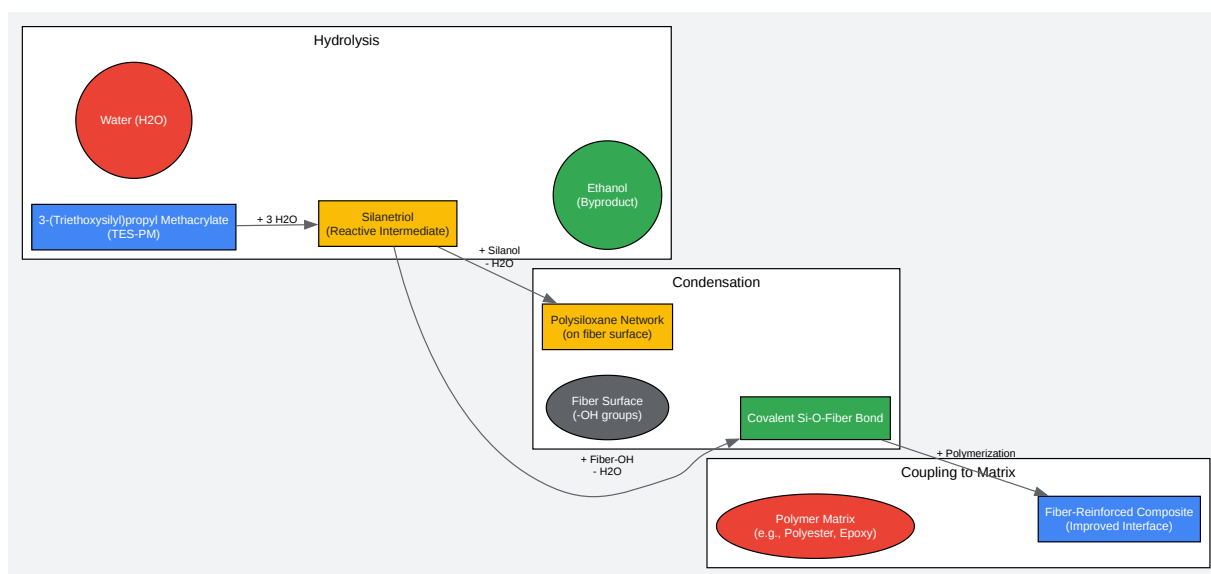 Hydrolysis
Water (H2O)
Ethanol
(Byproduct)
3-(Triethoxysilyl)propyl Methacrylate
(TES-PM)
+ 3 H2O
Silanetriol
(Reactive Intermediate)
+ Silanol
- H2O
Condensation
Polysiloxane Network
(on fiber surface)
Fiber Surface
(-OH groups)
Covalent Si-O-Fiber Bond
+ Fiber-OH
- H2O
+ Polymerization
Coupling to Matrix
Polymer Matrix
(e.g., Polyester, Epoxy)
Fiber-Reinforced Composite
(Improved Interface)